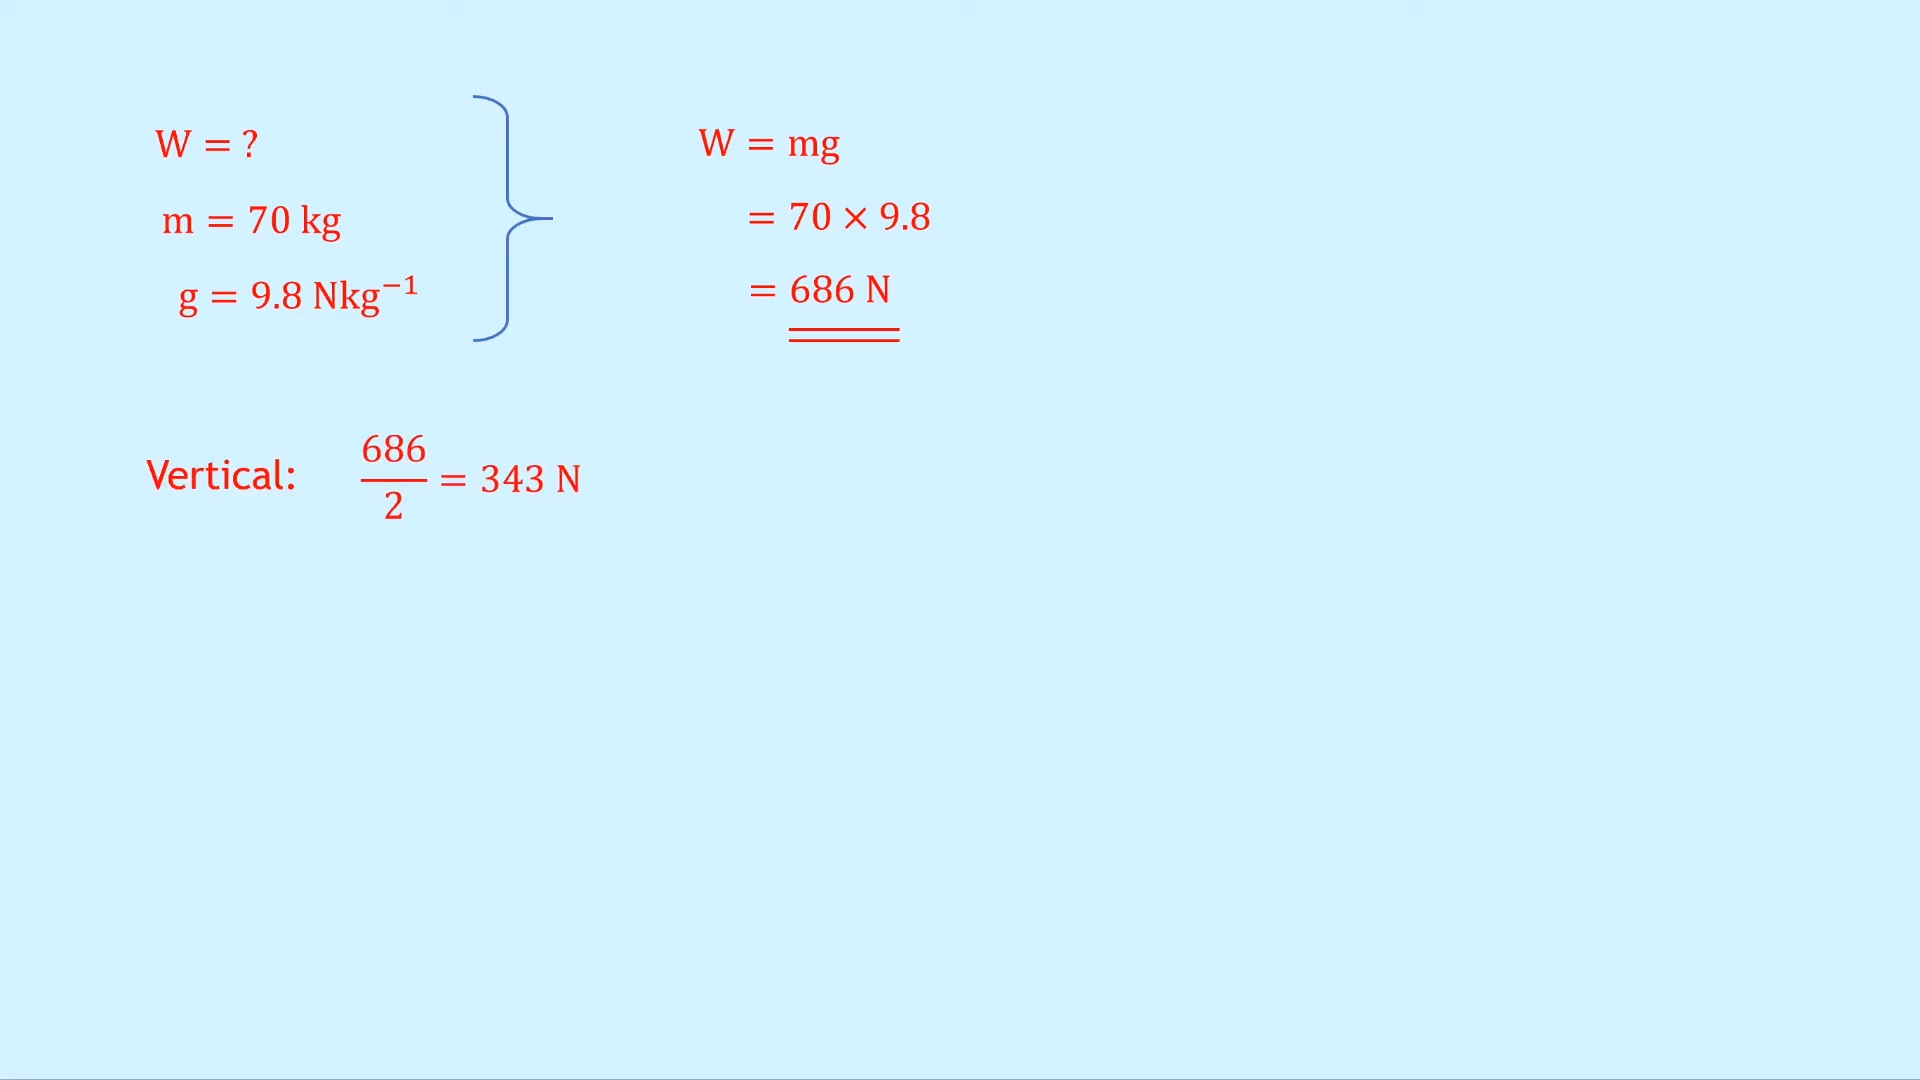 W = ?
m = 70 kg
g = 9.8 Nkg⁻¹
W = mg
= 70 × 9.8
= 686 N
Vertical: 686/2 = 343 N